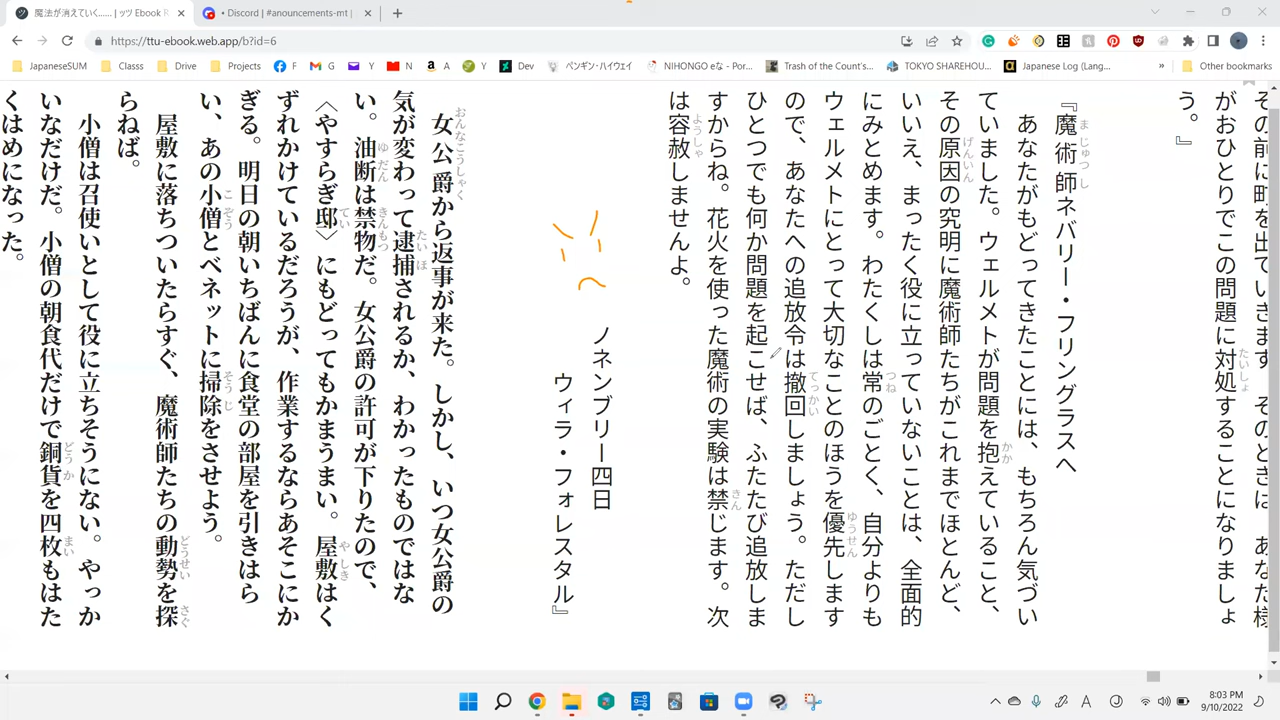 魔法が消えていく...... | ッツ Ebook R
• Discord | #anouncements-mt |
https://ttu-ebook.web.app/b?id=6
JapaneseSUM
Classs
Drive
Projects
F
G
Y
N
A
Y
Dev
ペンギン・ハイウェイ
NIHONGO eな - Por...
Trash of the Count's...
TOKYO SHAREHOU...
Japanese Log (Lang...
»
Other bookmarks
その前に町を出ていきます。そのときは、あなた様
がおひとりでこの問題に対処することになりましょ
う。』
『魔術師ネバリー・フリングラスへ
あなたがもどってきたことには、もちろん気づい
ていました。ウェルメトが問題を抱えていること、
その原因の究明に魔術師たちがこれまでほとんど、
いいえ、まったく役に立っていないことは、全面的
にみとめます。わたくしは常のごとく、自分よりも
ウェルメトにとって大切なことのほうを優先します
ので、あなたへの追放令は撤回しましょう。ただし
ひとつでも何か問題を起こせば、ふたたび追放しま
すからね。花火を使った魔術の実験は禁じます。次
は容赦しませんよ。
ノネンブリー四日
ウィラ・フォレスタル』
女公爵から返事が来た。しかし、いつ女公爵の
気が変わって逮捕されるか、わかったものではな
い。油断は禁物だ。女公爵の許可が下りたので、
〈やすらぎ邸〉にもどってもかまうまい。屋敷はく
ずれかけているだろうが、作業するならあそこにか
ぎる。明日の朝いちばんに食堂の部屋を引きはら
い、あの小僧とベネットに掃除をさせよう。
屋敷に落ちついたらすぐ、魔術師たちの動勢を探
らねば。
小僧は召使いとして役に立ちそうにない。やっか
いなだけだ。小僧の朝食代だけで銅貨を四枚もはた
くはめになった。
8:03 PM
9/10/2022